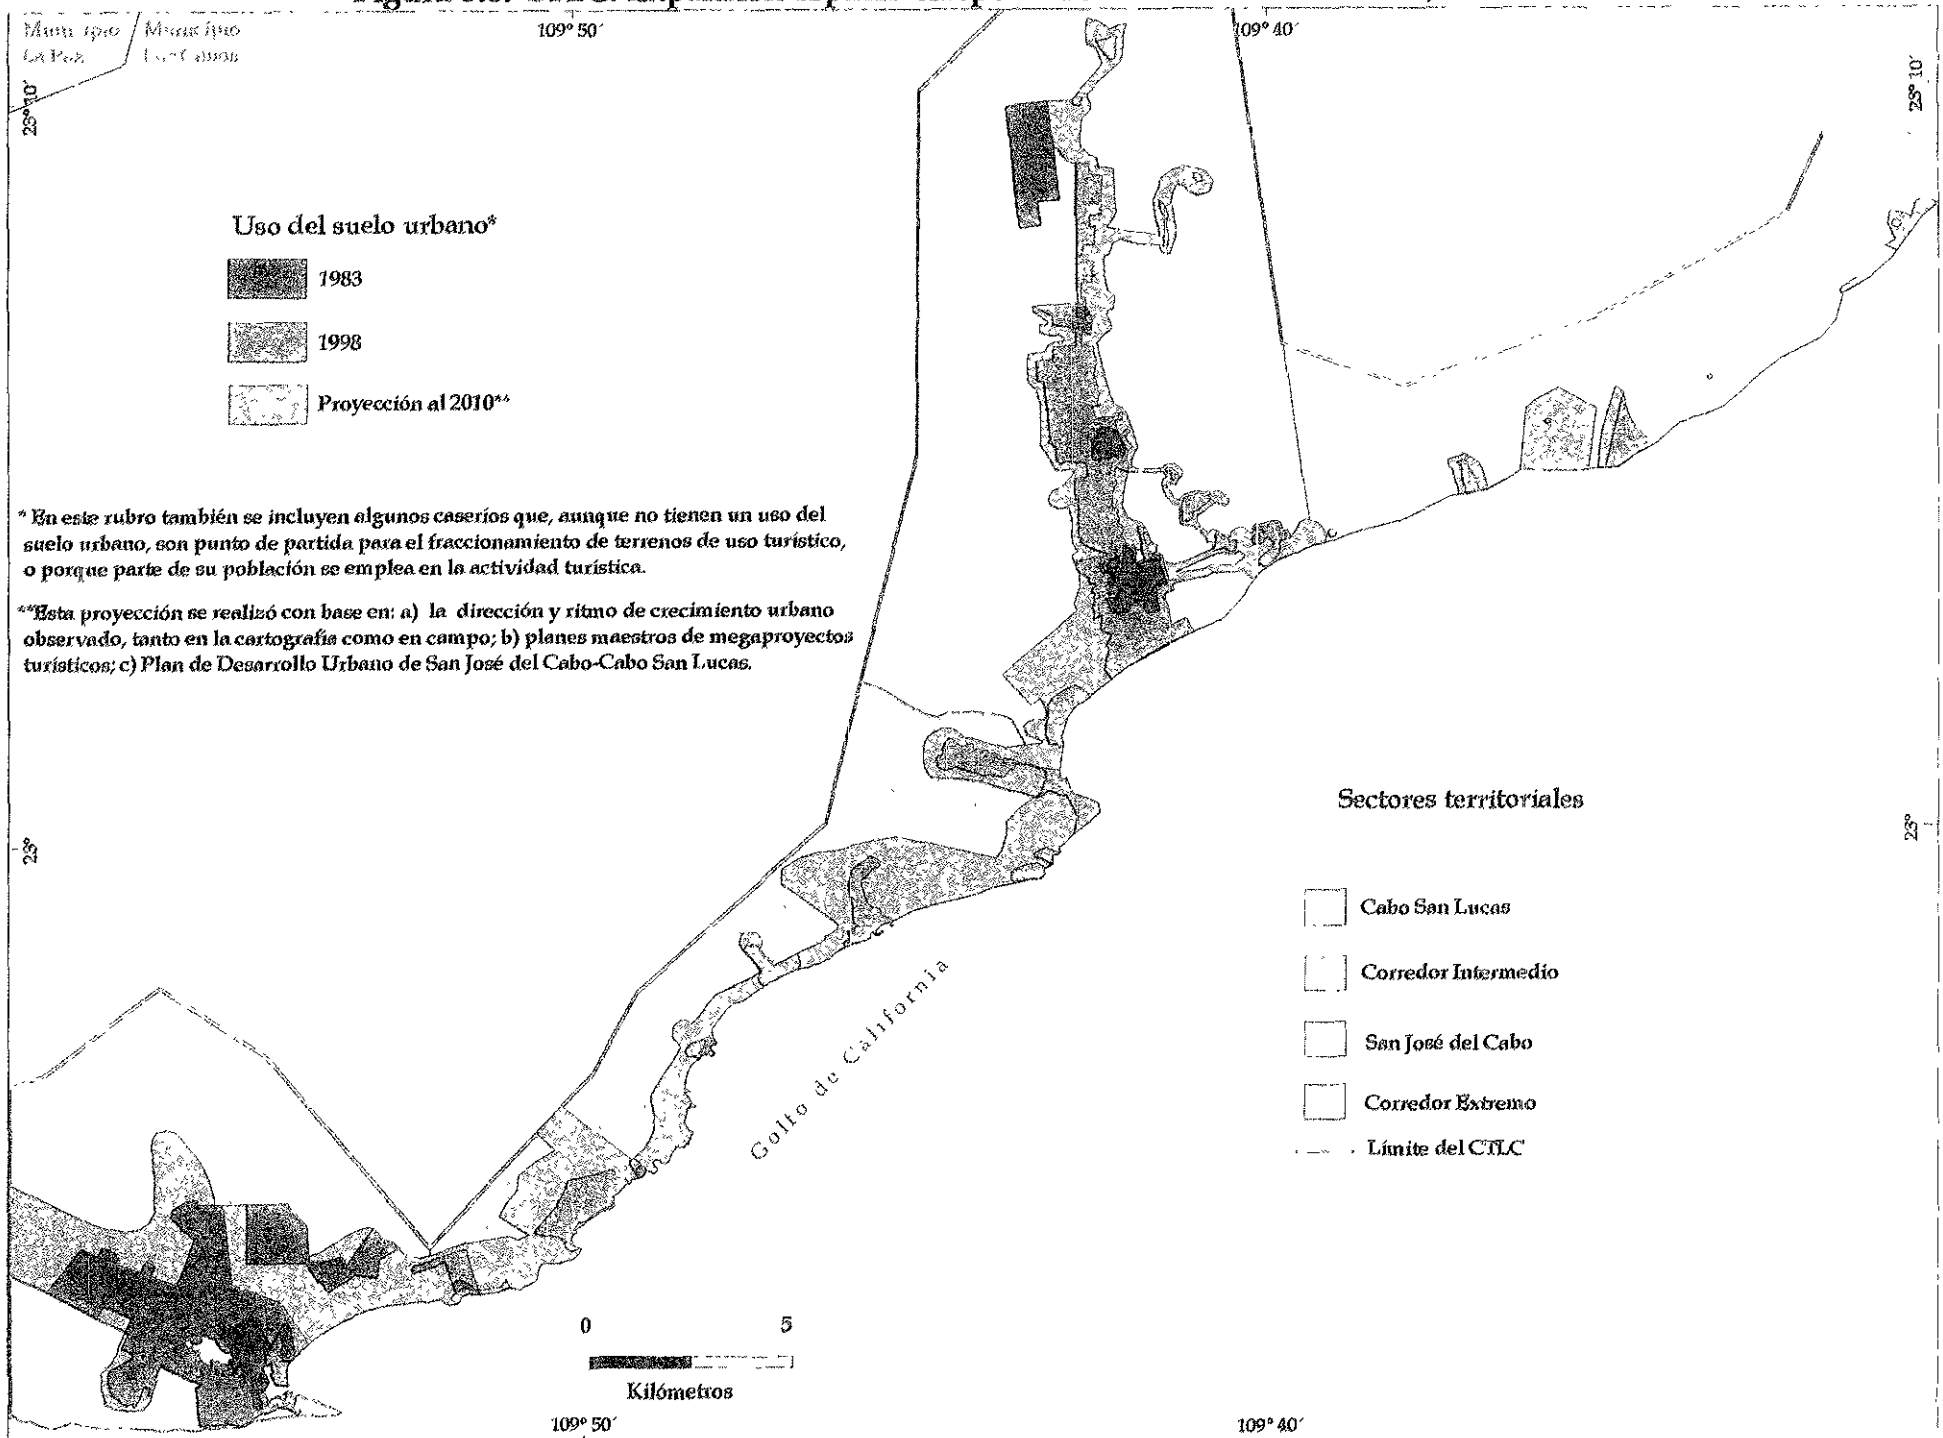 109° 50′
109° 40′
Municipio
La Paz
Municipio
Los Cabos
23° 10′
23° 10′
Uso del suelo urbano*
1983
1998
Proyección al 2010**
* En este rubro también se incluyen algunos caseríos que, aunque no tienen un uso del
suelo urbano, son punto de partida para el fraccionamiento de terrenos de uso turístico,
o porque parte de su población se emplea en la actividad turística.
**Esta proyección se realizó con base en: a) la dirección y ritmo de crecimiento urbano
observado, tanto en la cartografía como en campo; b) planes maestros de megaproyectos
turísticos; c) Plan de Desarrollo Urbano de San José del Cabo-Cabo San Lucas.
23°
23°
Sectores territoriales
Cabo San Lucas
Corredor Intermedio
San José del Cabo
Corredor Extremo
Límite del CTLC
Golfo de California
0 5
Kilómetros
109° 50′
109° 40′